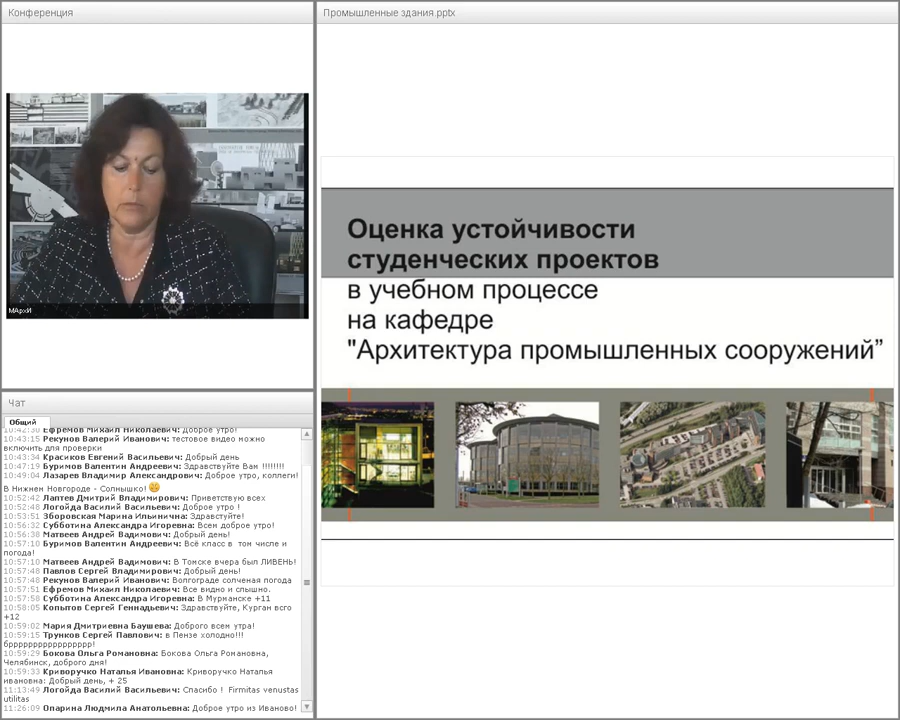 Конференция
МАрхИ
Чат
Общий
10:42:30 Ефремов Михаил Николаевич: Доброе утро!
10:43:15 Рекунов Валерий Иванович: тестовое видео можно
включить для проверки
10:43:34 Красиков Евгений Васильевич: Добрый день
10:47:19 Буримов Валентин Андреевич: Здравствуйте Вам !!!!!!!!
10:49:04 Лазарев Владимир Александрович: Доброе утро, коллеги!
В Нижнем Новгороде - Солнышко!
10:52:42 Лаптев Дмитрий Владимирович: Приветствую всех
10:52:48 Логойда Василий Васильевич: Доброе утро !
10:53:51 Зборовская Марина Ильинична: Здравстуйте!
10:56:32 Субботина Александра Игоревна: Всем доброе утро!
10:56:38 Матвеев Андрей Вадимович: Добрый день!
10:57:10 Буримов Валентин Андреевич: Всё класс в том числе и
погода!
10:57:10 Матвеев Андрей Вадимович: В Томске вчера был ЛИВЕНЬ!
10:57:48 Павлов Сергей Владимирович: Добрый день!
10:57:48 Рекунов Валерий Иванович: Волгограде солченая погода
10:57:51 Ефремов Михаил Николаевич: Все видно и слышно.
10:57:58 Субботина Александра Игоревна: В Мурманске +11
10:58:05 Копытов Сергей Геннадьевич: Здравствуйте, Курган всго
+12
10:59:02 Мария Дмитриевна Баушева: Доброго всем утра!
10:59:15 Трунков Сергей Павлович: в Пензе холодно!!!
бррррррррррррррррр!
10:59:29 Бокова Ольга Романовна: Бокова Ольга Романовна,
Челябинск, доброго дня!
10:59:33 Криворучко Наталья Ивановна: Криворучко Наталья
ивановна: Добрый день, + 25
11:13:49 Логойда Василий Васильевич: Спасибо ! Firmitas venustas
utilitas
11:26:09 Опарина Людмила Анатольевна: Доброе утро из Иваново!
Промышленные здания.pptx
Оценка устойчивости
студенческих проектов
в учебном процессе
на кафедре
"Архитектура промышленных сооружений”